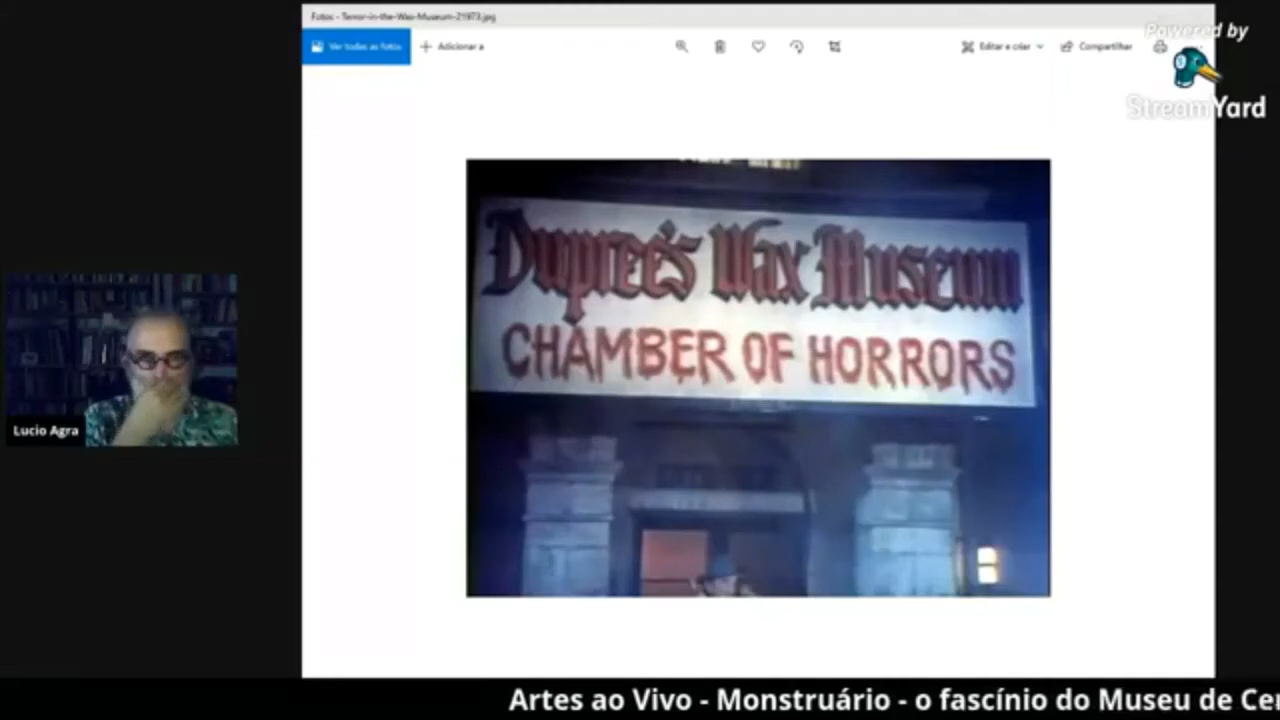 Fotos - Terror-in-the-Wax-Museum-21973.jpg
Ver todas as fotos
Adicionar a
Editar e criar
Compartilhar
Powered by
StreamYard
Dupree's Wax Museum
CHAMBER OF HORRORS
Lucio Agra
Artes ao Vivo - Monstruário - o fascínio do Museu de Cer